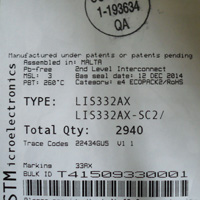 1-193634
QA
Manufactured under patents or patents pending
Assembled in: MALTA
Pb-free 2nd Level Interconnect
MSL: 3 Bag seal date: 12 DEC 2014
PBT: 260°C Category: e4 ECOPACK2/RoHS
TYPE: LIS332AX
LIS332AX-SC2/
Total Qty: 2940
Trace Codes 22434GU5 V1 1
Marking 33AX
BULK ID T41509330001
STMicroelectronics